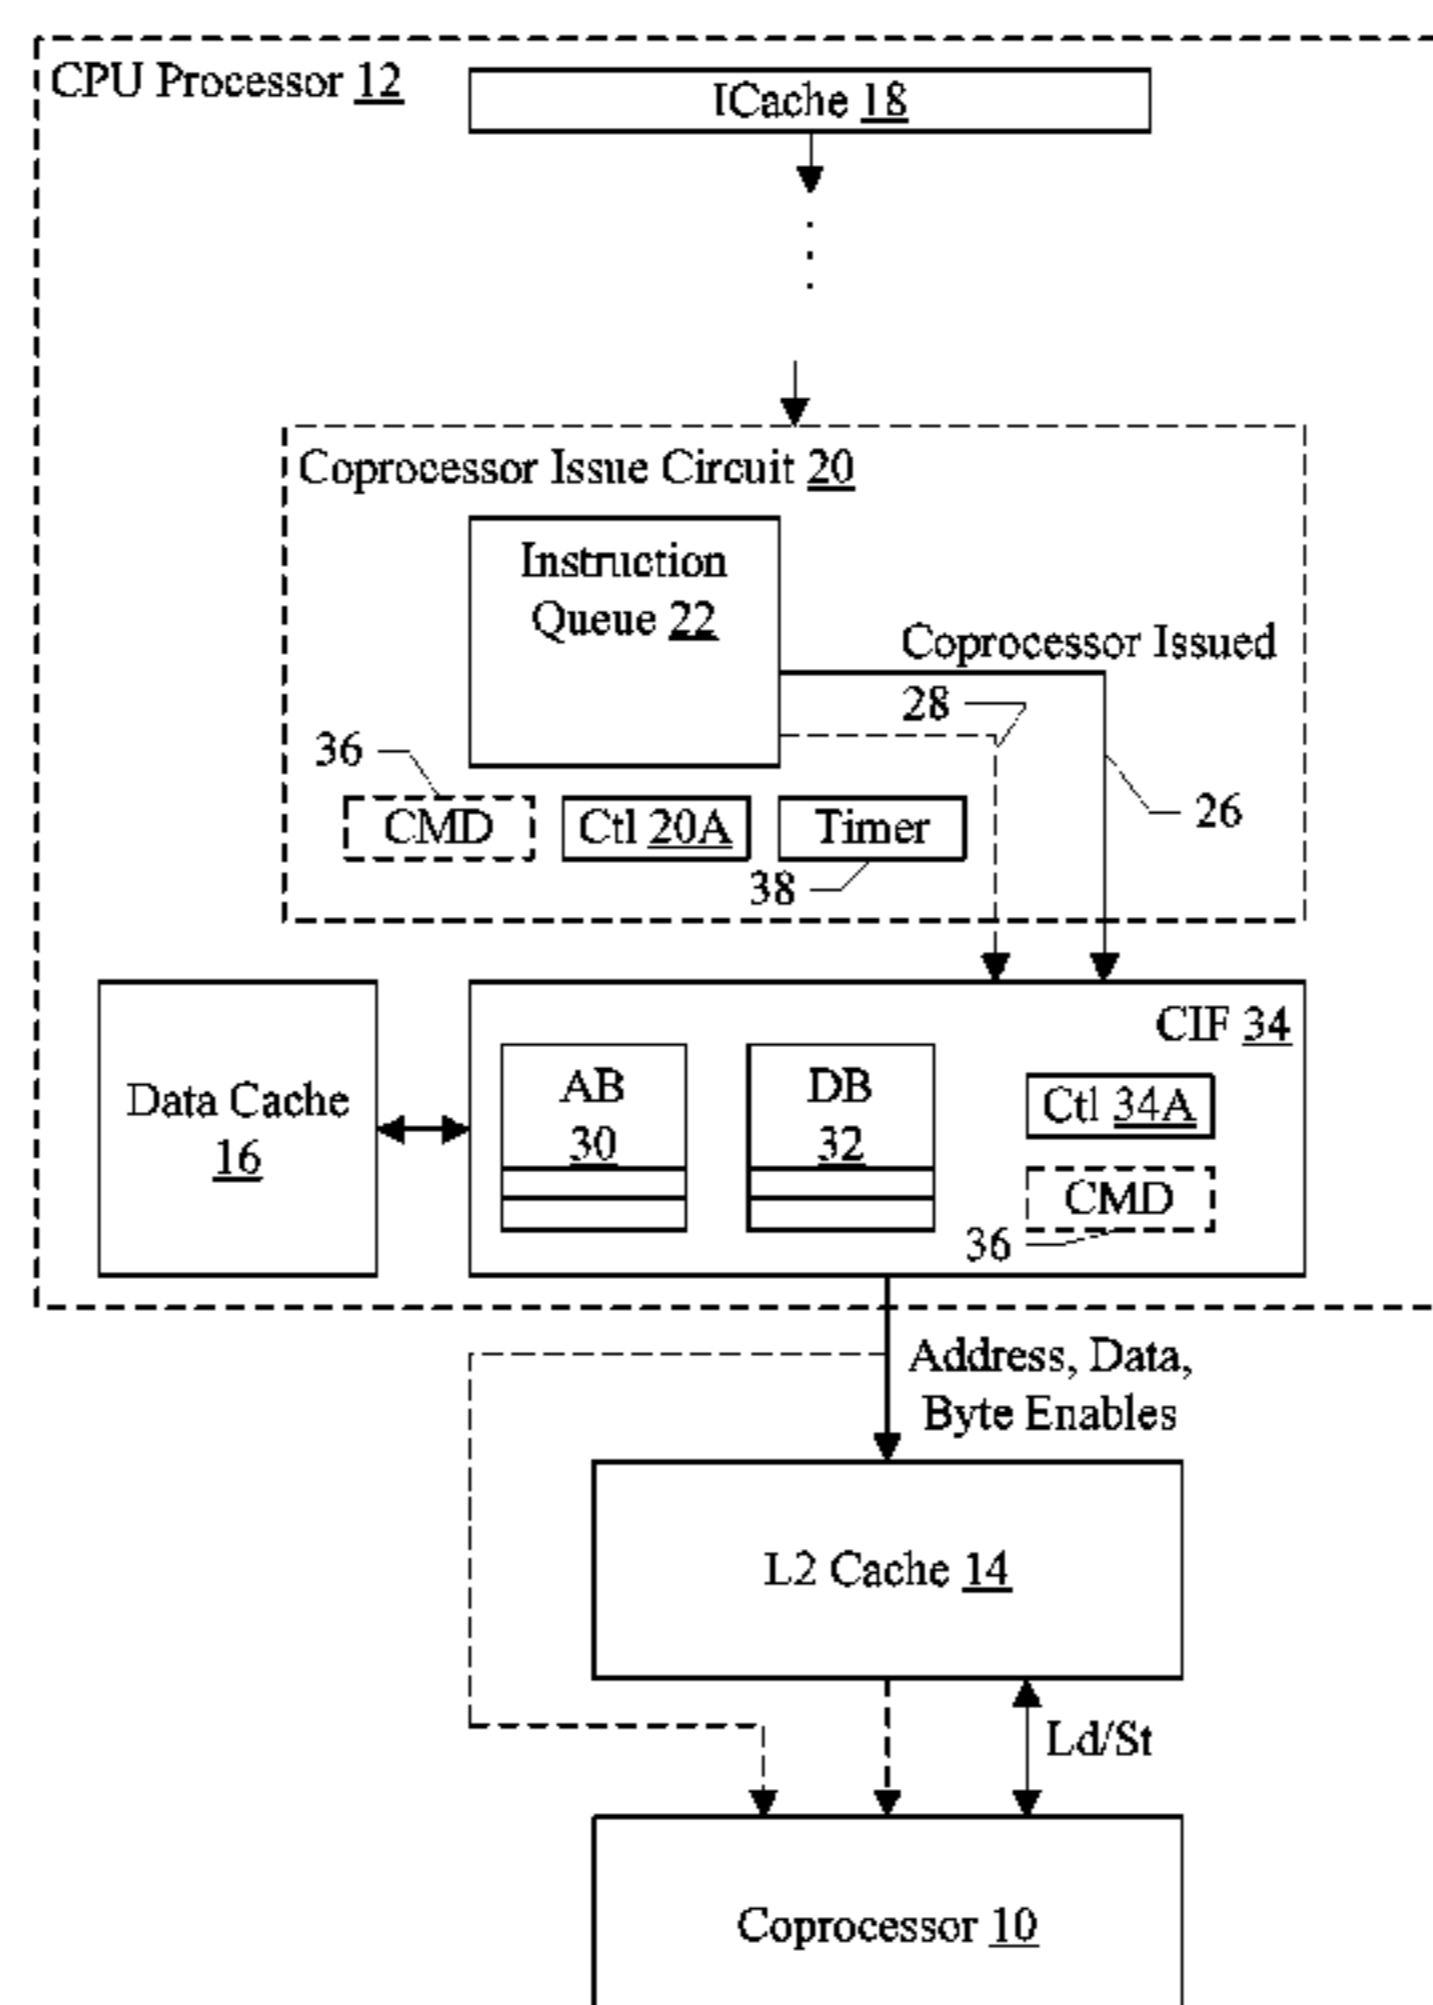 CPU Processor 12
ICache 18
Coprocessor Issue Circuit 20
Instruction
Queue 22
Coprocessor Issued
28
36
26
CMD
Ctl 20A
Timer
38
CIF 34
Data Cache
16
AB
30
DB
32
Ctl 34A
CMD
36
Address, Data,
Byte Enables
L2 Cache 14
Ld/St
Coprocessor 10